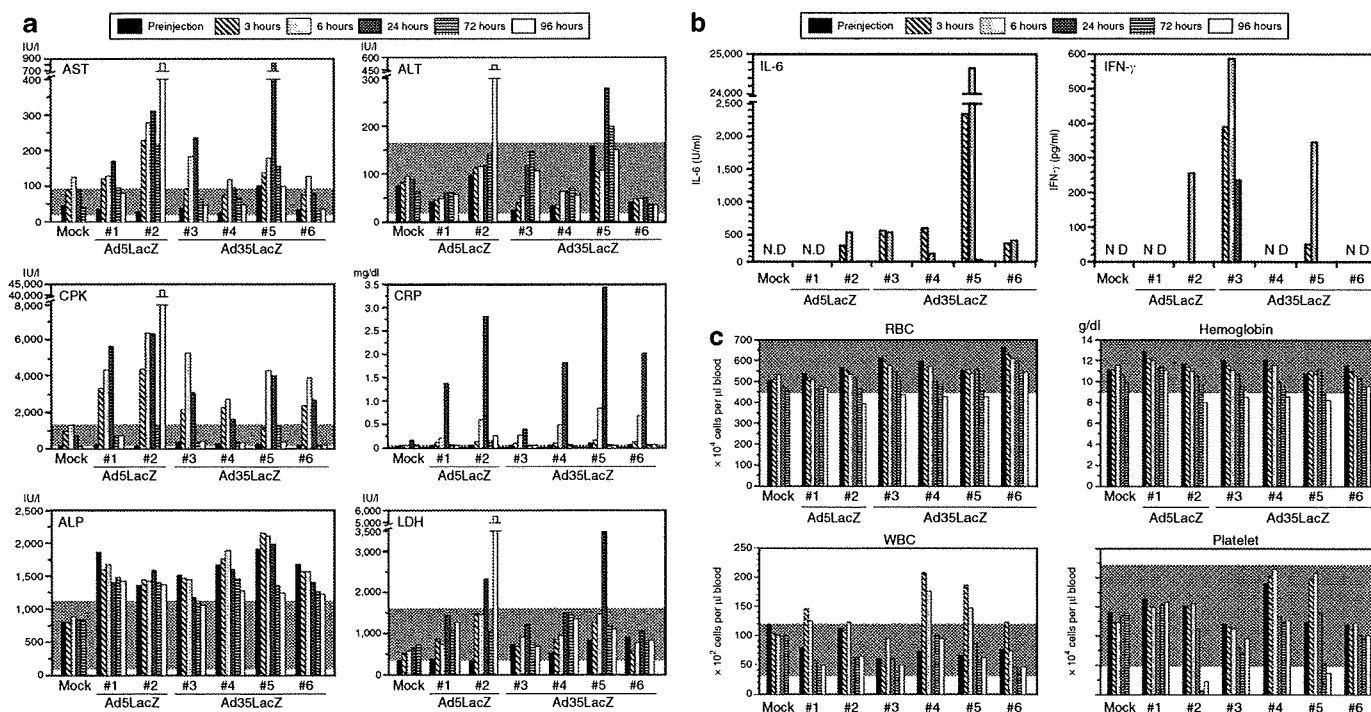 a
Preinjection 3 hours 6 hours 24 hours 72 hours 96 hours
IU/l
AST
900
700
400
300
200
100
0
Mock #1 #2 #3 #4 #5 #6
Ad5LacZ Ad35LacZ
IU/l
ALT
450
300
200
100
0
Mock #1 #2 #3 #4 #5 #6
Ad5LacZ Ad35LacZ
IU/l
CPK
45,000
40,000
8,000
6,000
4,000
2,000
0
Mock #1 #2 #3 #4 #5 #6
Ad5LacZ Ad35LacZ
mg/dl
CRP
3.5
3.0
2.5
2.0
1.5
1.0
0.5
0
Mock #1 #2 #3 #4 #5 #6
Ad5LacZ Ad35LacZ
IU/l
ALP
2,500
2,000
1,500
1,000
500
0
Mock #1 #2 #3 #4 #5 #6
Ad5LacZ Ad35LacZ
IU/l
LDH
6,000
5,000
3,500
3,000
2,000
1,000
0
Mock #1 #2 #3 #4 #5 #6
Ad5LacZ Ad35LacZ
b
Preinjection 3 hours 6 hours 24 hours 72 hours 96 hours
IL-6
25,000
24,000
2,500
2,000
1,500
1,000
500
0
IL-6 (U/ml)
N.D N.D
Mock #1 #2 #3 #4 #5 #6
Ad5LacZ Ad35LacZ
IFN-γ
600
500
400
300
200
100
0
IFN-γ (pg/ml)
N D N D N D N D
Mock #1 #2 #3 #4 #5 #6
Ad5LacZ Ad35LacZ
c
RBC
700
600
500
400
300
200
100
0
× 10⁴ cells per μl blood
Mock #1 #2 #3 #4 #5 #6
Ad5LacZ Ad35LacZ
Hemoglobin
g/dl
14
12
10
8
6
4
2
0
Mock #1 #2 #3 #4 #5 #6
Ad5LacZ Ad35LacZ
WBC
250
200
150
100
50
0
× 10² cells per μl blood
Mock #1 #2 #3 #4 #5 #6
Platelet
× 10⁴ cells per μl blood
Mock #1 #2 #3 #4 #5 #6